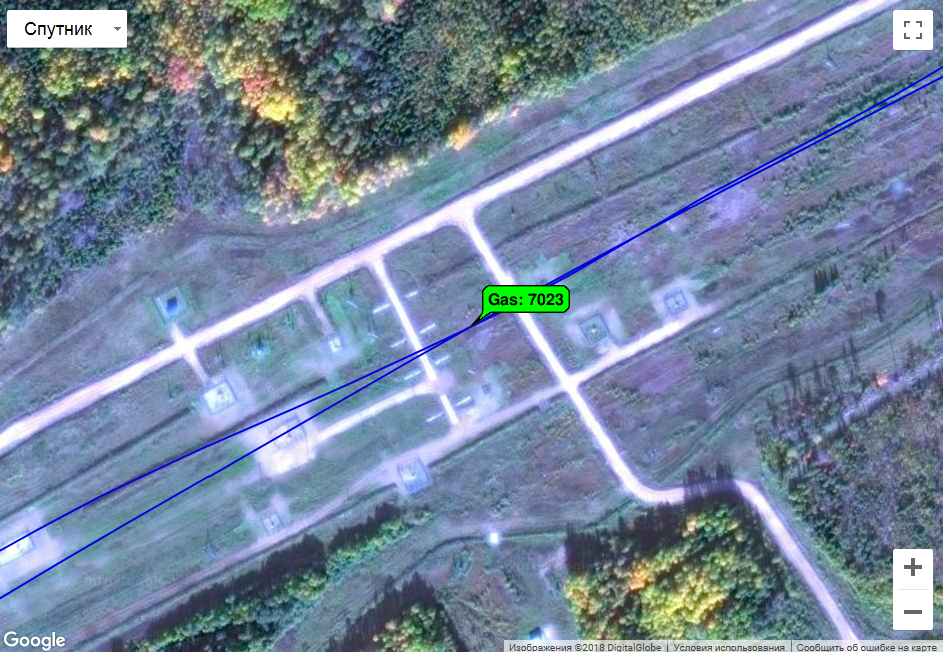 Спутник
Gas: 7023
Google
Изображения ©2018 DigitalGlobe
Условия использования
Сообщить об ошибке на карте